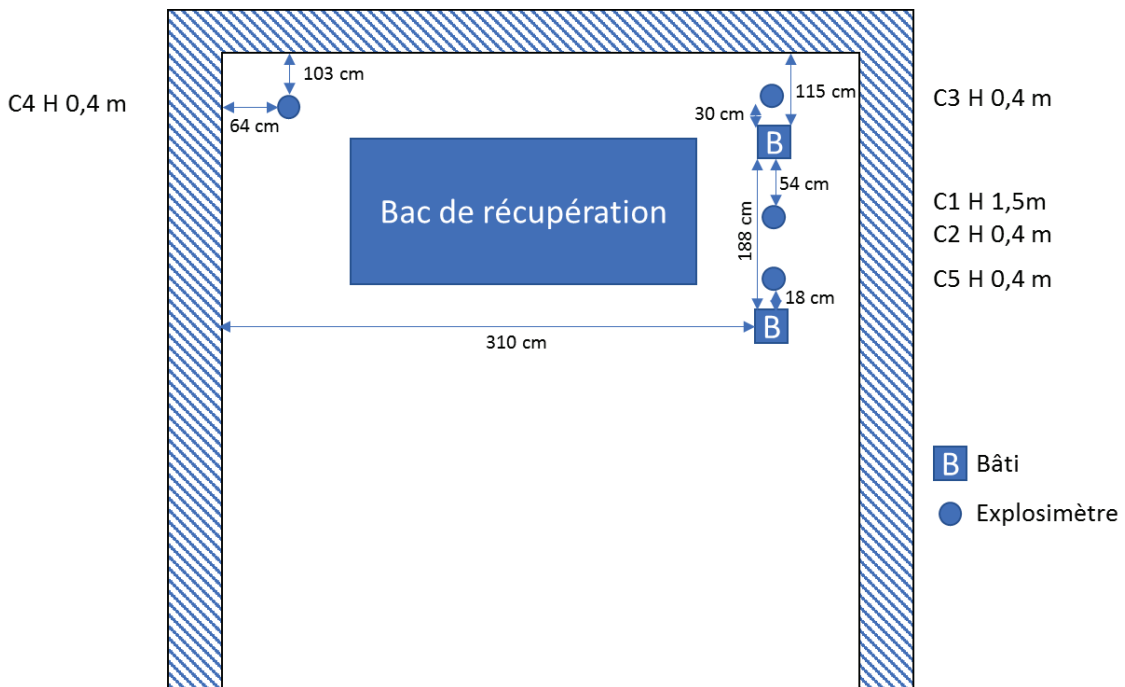 103 cm
C4 H 0,4 m
64 cm
115 cm
C3 H 0,4 m
30 cm
B
54 cm
Bac de récupération
188 cm
C1 H 1,5m
C2 H 0,4 m
C5 H 0,4 m
18 cm
B
310 cm
B Bâti
Explosimètre